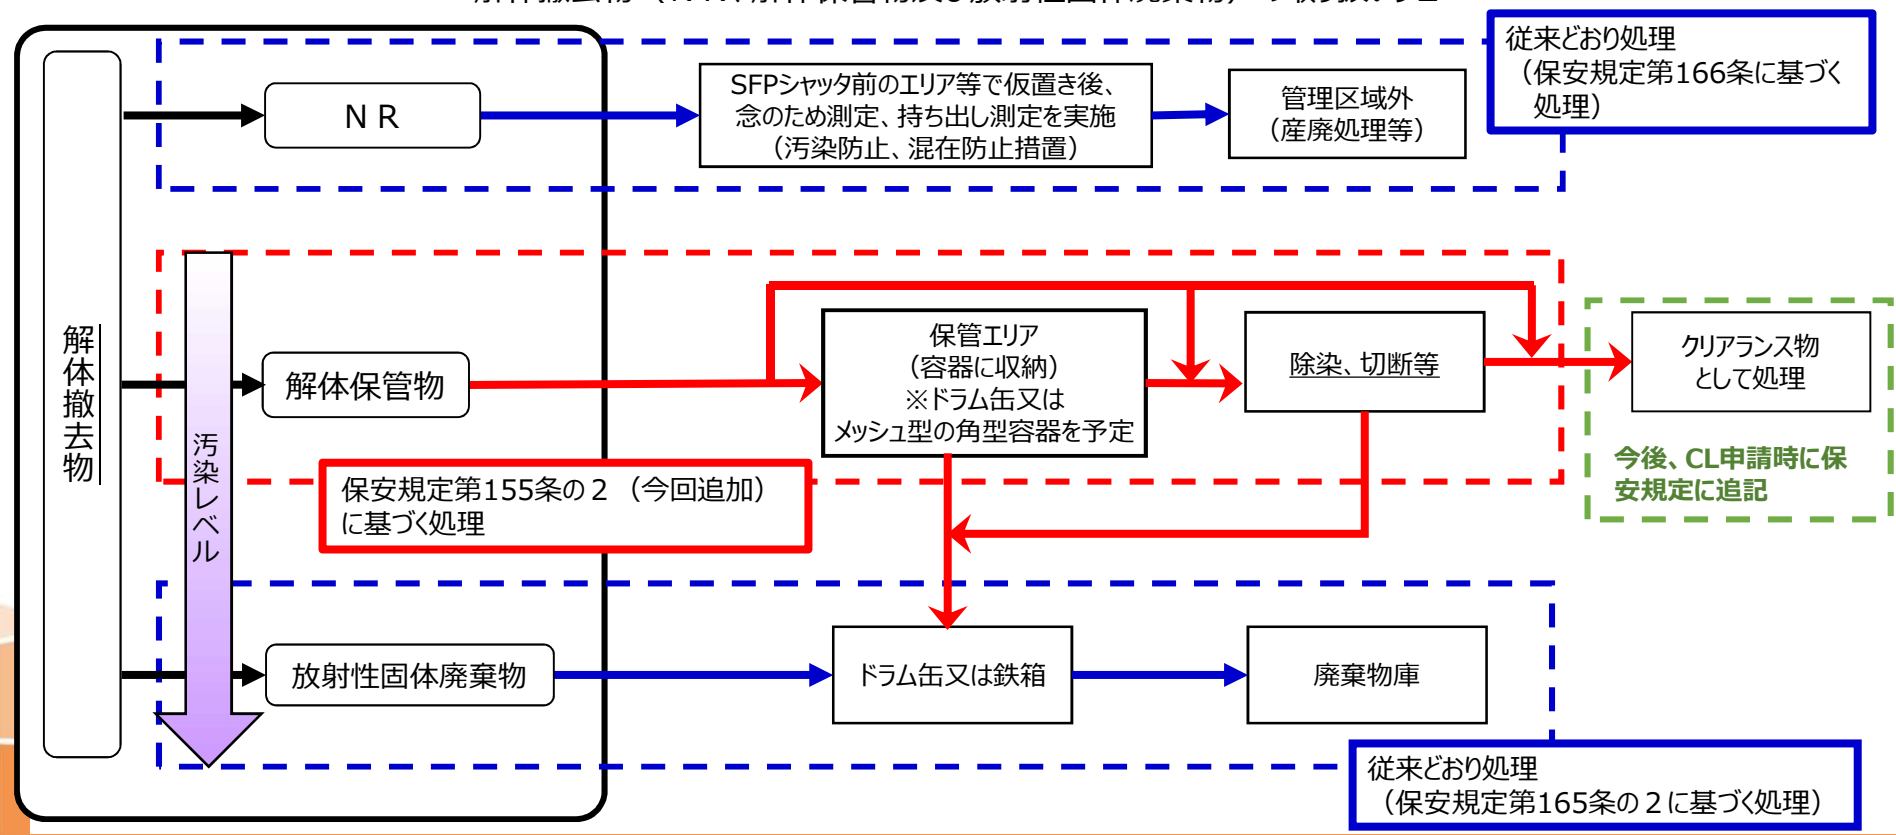 従来どおり処理
（保安規定第166条に基づく
処理）
NR
SFPシャッタ前のエリア等で仮置き後、
念のため測定、持ち出し測定を実施
（汚染防止、混在防止措置）
管理区域外
（産廃処理等）
解体撤去物
汚染レベル
解体保管物
保管エリア
（容器に収納）
※ドラム缶又は
メッシュ型の角型容器を予定
除染、切断等
クリアランス物
として処理
今後、CL申請時に保
安規定に追記
保安規定第155条の２（今回追加）
に基づく処理
放射性固体廃棄物
ドラム缶又は鉄箱
廃棄物庫
従来どおり処理
（保安規定第165条の２に基づく処理）